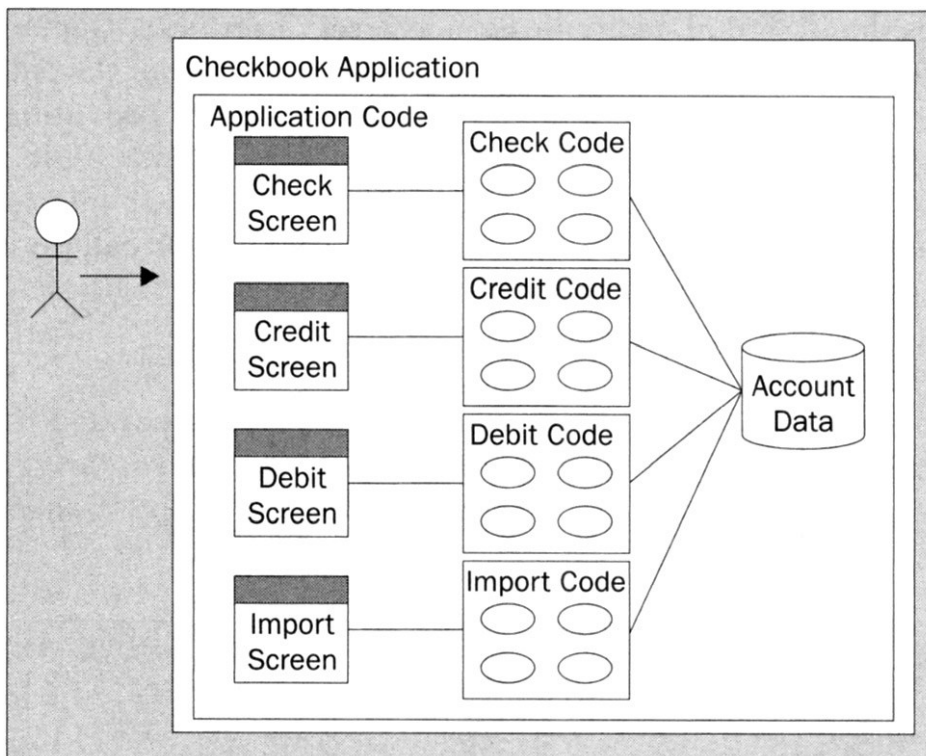 Checkbook Application
Application Code
Check
Screen
Check Code
Credit
Screen
Credit Code
Debit
Screen
Debit Code
Import
Screen
Import Code
Account
Data